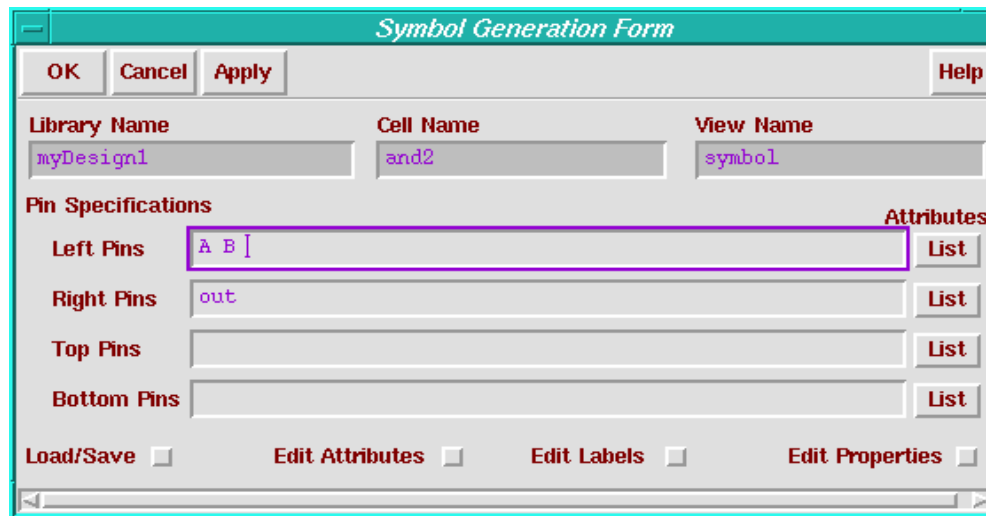 Symbol Generation Form
OK Cancel Apply Help
Library Name Cell Name View Name
myDesign1 and2 symbol
Pin Specifications Attributes
Left Pins A B List
Right Pins out List
Top Pins List
Bottom Pins List
Load/Save Edit Attributes Edit Labels Edit Properties